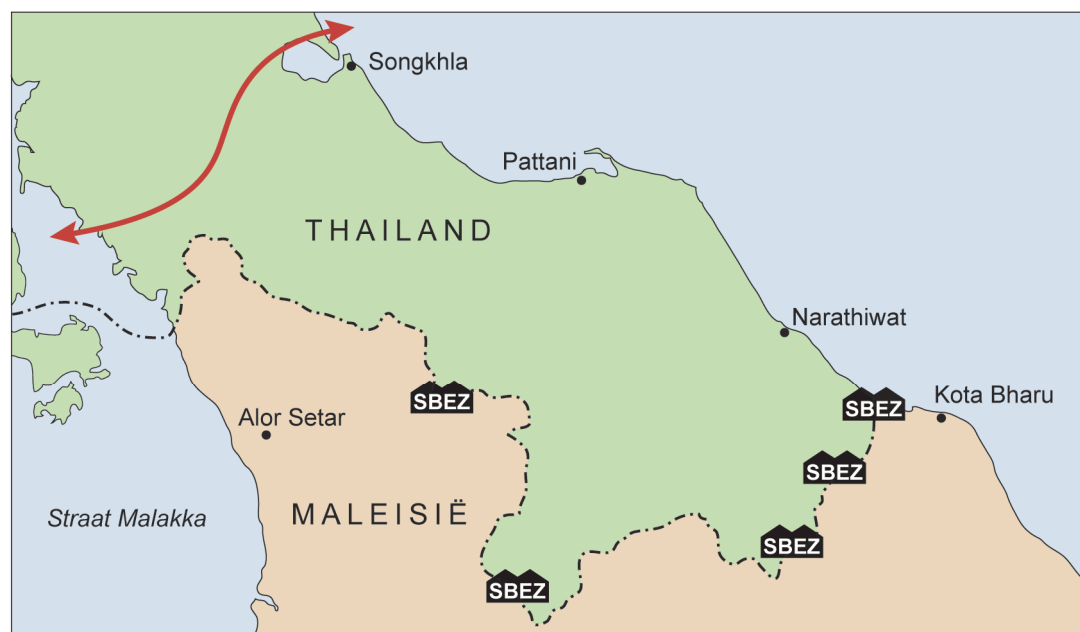 Songkhla
Pattani
THAILAND
Narathiwat
SBEZ
SBEZ
Kota Bharu
Alor Setar
SBEZ
Straat Malakka
MALEISIË
SBEZ
SBEZ